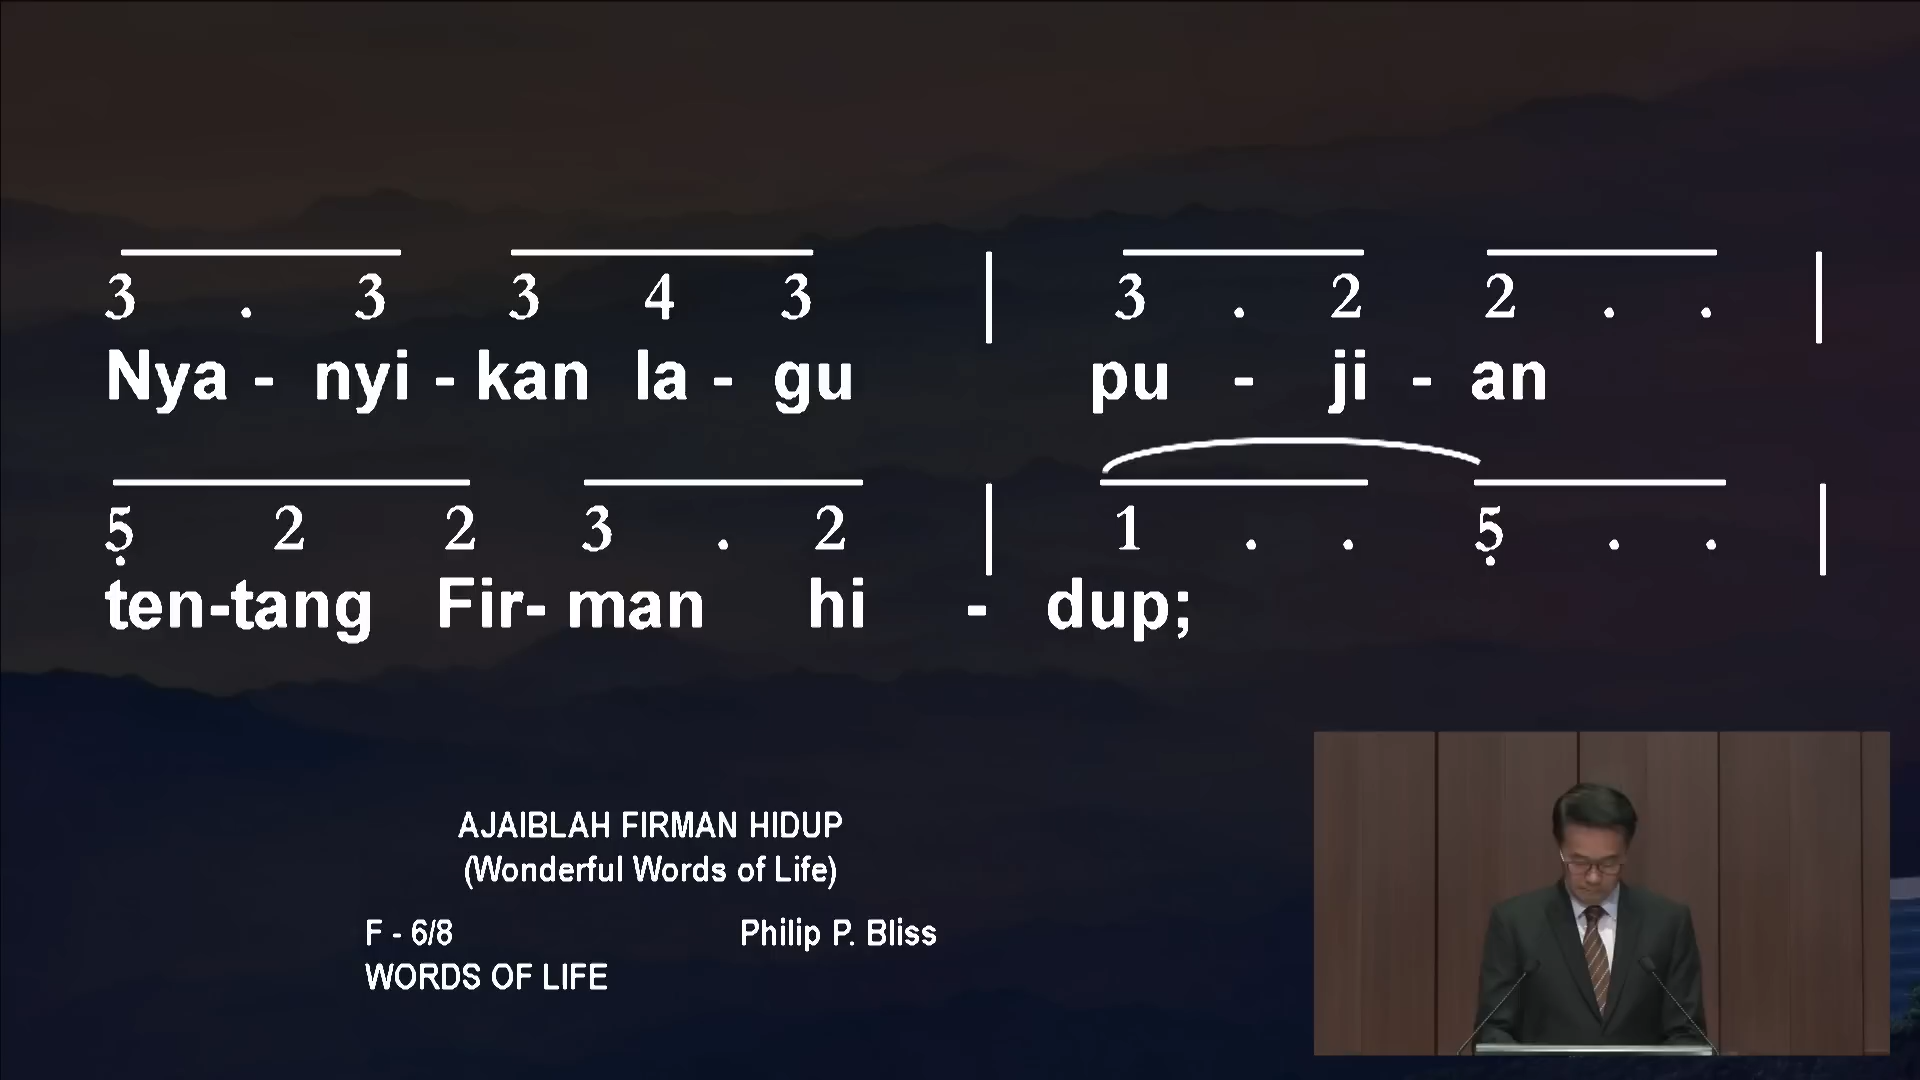 3 . 3 3 4 3 | 3 . 2 2 . . |
Nya - nyi - kan la - gu pu - ji - an
5̣ 2 2 3 . 2 | 1 . . 5̣ . . |
ten-tang Fir- man hi - dup;
AJAIBLAH FIRMAN HIDUP
(Wonderful Words of Life)
F - 6/8 Philip P. Bliss
WORDS OF LIFE